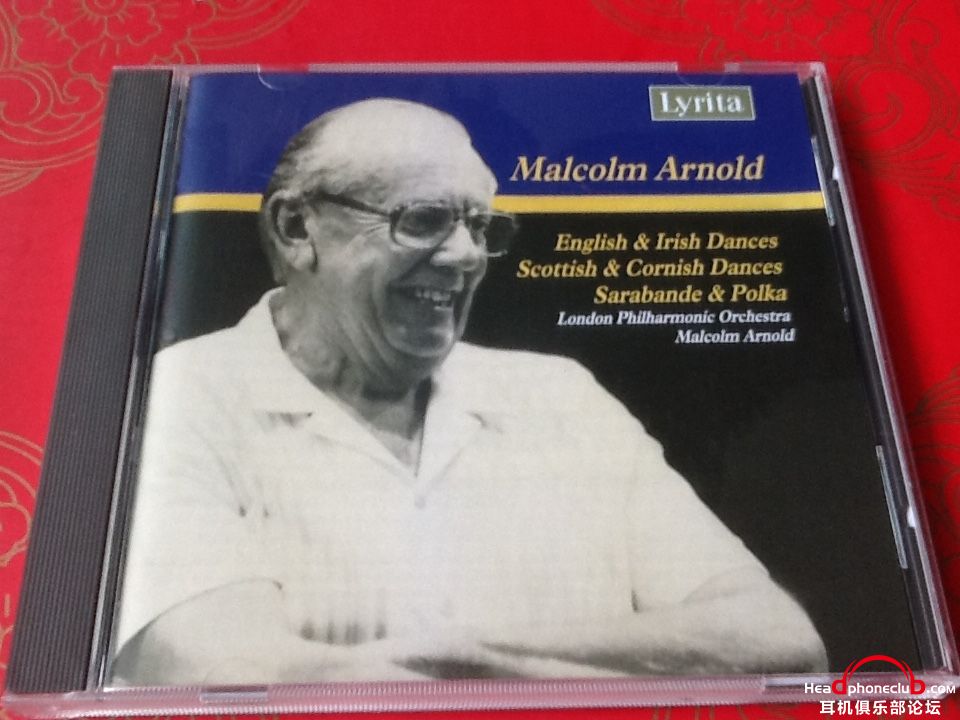 Lyrita
Malcolm Arnold
English & Irish Dances
Scottish & Cornish Dances
Sarabande & Polka
London Philharmonic Orchestra
Malcolm Arnold
Headphoneclub.com
耳机俱乐部论坛